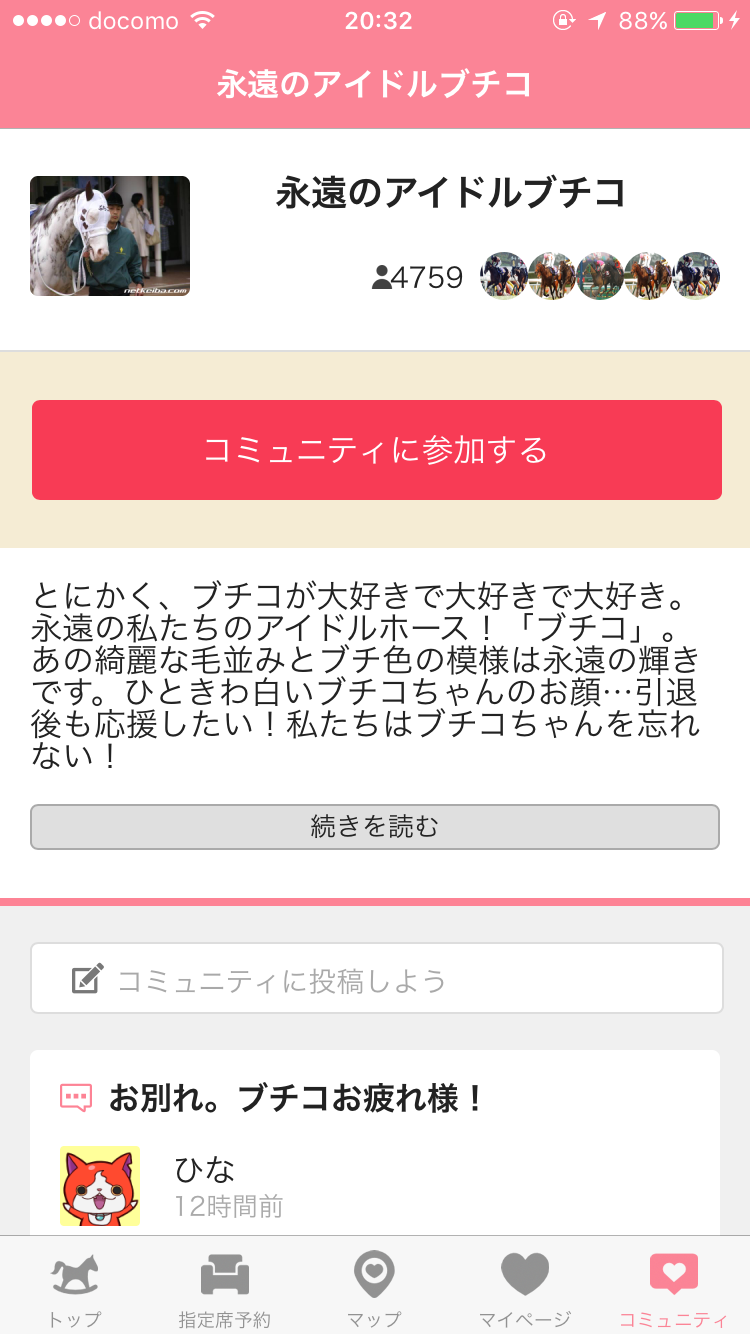 docomo 20:32 88%
永遠のアイドルブチコ
永遠のアイドルブチコ
4759
netkeiba.com
コミュニティに参加する
とにかく、ブチコが大好きで大好きで大好き。
永遠の私たちのアイドルホース！「ブチコ」。
あの綺麗な毛並みとブチ色の模様は永遠の輝き
です。ひときわ白いブチコちゃんのお顔…引退
後も応援したい！私たちはブチコちゃんを忘れ
ない！
続きを読む
コミュニティに投稿しよう
お別れ。ブチコお疲れ様！
ひな
12時間前
トップ 指定席予約 マップ マイページ コミュニティ